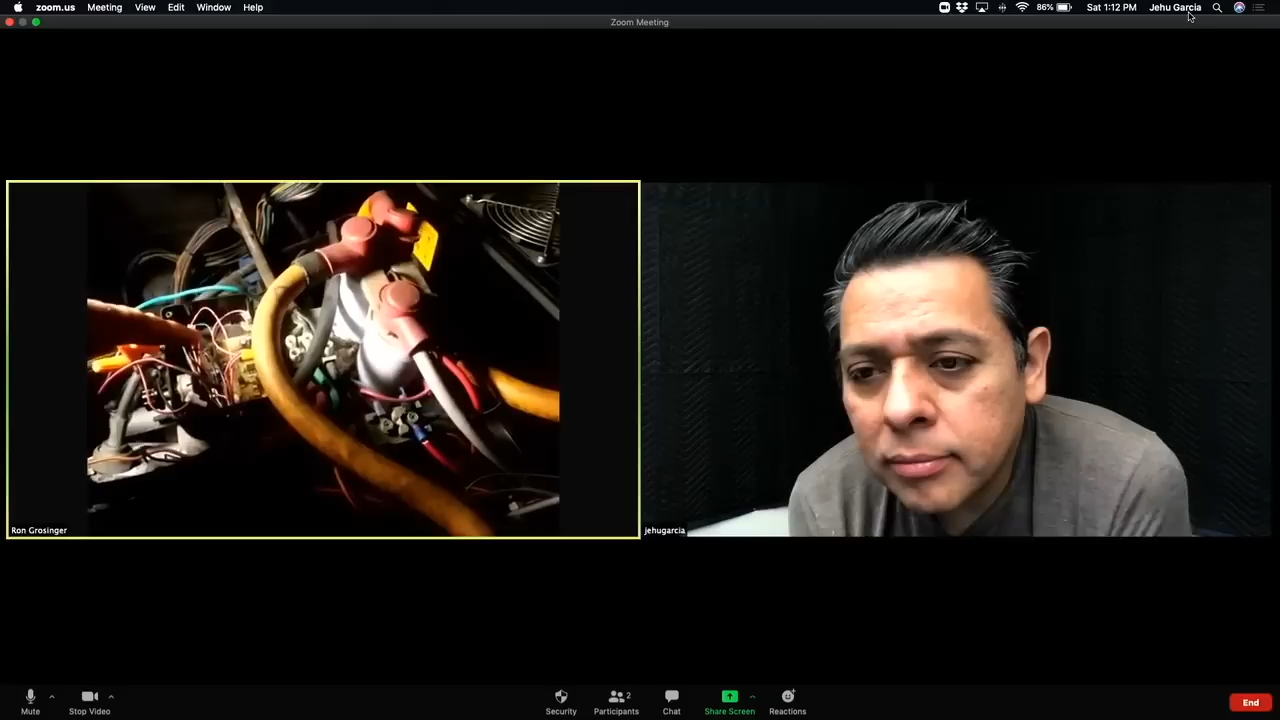 zoom.us Meeting View Edit Window Help 86% Sat 1:12 PM Jehu Garcia
Zoom Meeting
Ron Grosinger
jehugarcia
Mute
Stop Video
Security
Participants 2
Chat
Share Screen
Reactions
End